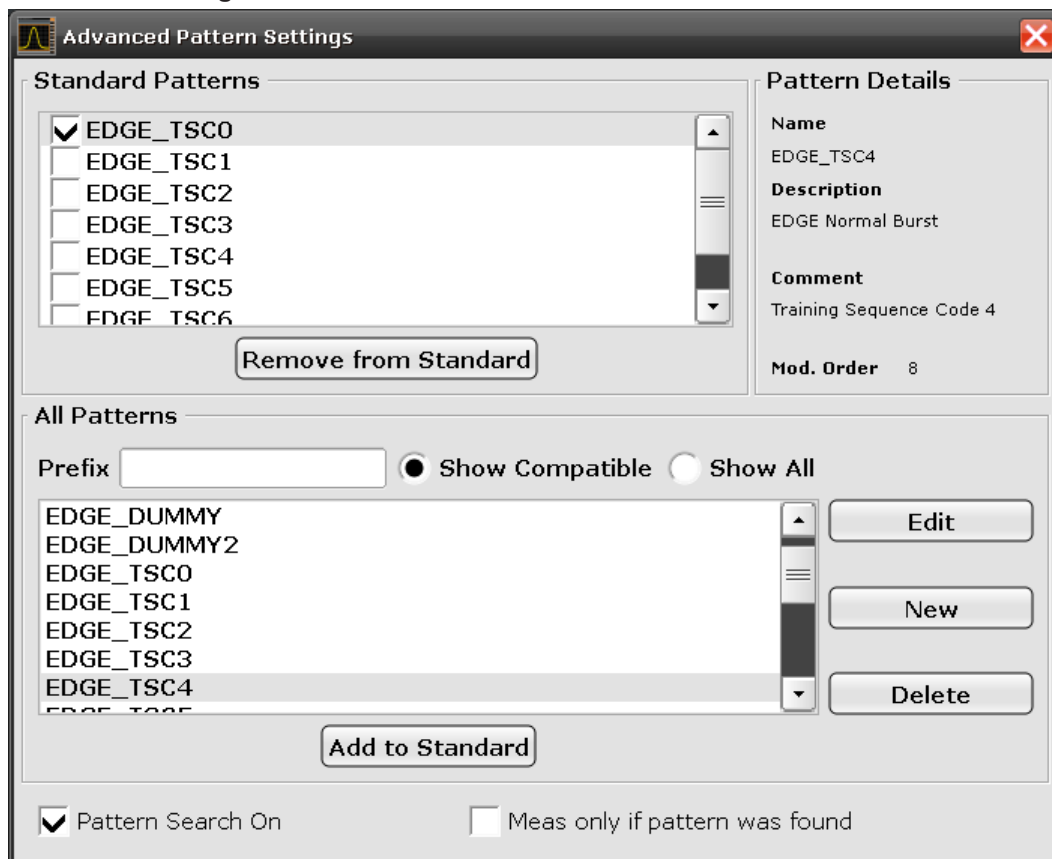 Advanced Pattern Settings
Standard Patterns
EDGE_TSC0
EDGE_TSC1
EDGE_TSC2
EDGE_TSC3
EDGE_TSC4
EDGE_TSC5
EDGE_TSC6
Remove from Standard
Pattern Details
Name
EDGE_TSC4
Description
EDGE Normal Burst
Comment
Training Sequence Code 4
Mod. Order 8
All Patterns
Prefix Show Compatible Show All
EDGE_DUMMY
EDGE_DUMMY2
EDGE_TSC0
EDGE_TSC1
EDGE_TSC2
EDGE_TSC3
EDGE_TSC4
Edit
New
Delete
Add to Standard
Pattern Search On
Meas only if pattern was found